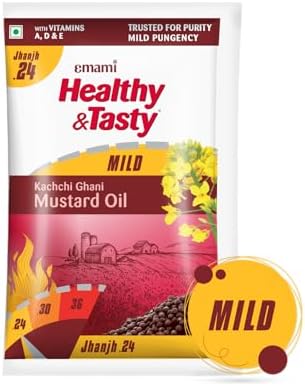 with VITAMINS
A, D & E
TRUSTED FOR PURITY
MILD PUNGENCY
Jhanjh
.24
emami
Healthy
& Tasty
MILD
Kachchi Ghani
Mustard Oil
24
30
36
Jhanjh .24
MILD